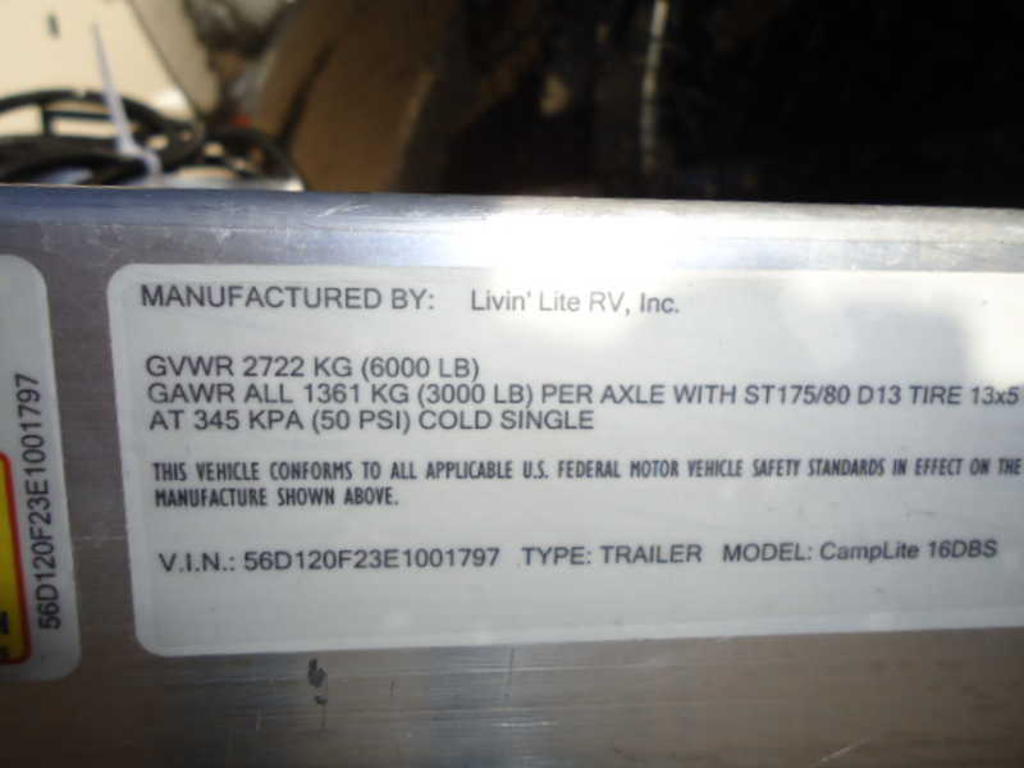 MANUFACTURED BY: Livin' Lite RV, Inc.
GVWR 2722 KG (6000 LB)
GAWR ALL 1361 KG (3000 LB) PER AXLE WITH ST175/80 D13 TIRE 13x5
AT 345 KPA (50 PSI) COLD SINGLE
THIS VEHICLE CONFORMS TO ALL APPLICABLE U.S. FEDERAL MOTOR VEHICLE SAFETY STANDARDS IN EFFECT ON THE
MANUFACTURE SHOWN ABOVE.
V.I.N.: 56D120F23E1001797 TYPE: TRAILER MODEL: CampLite 16DBS
56D120F23E1001797